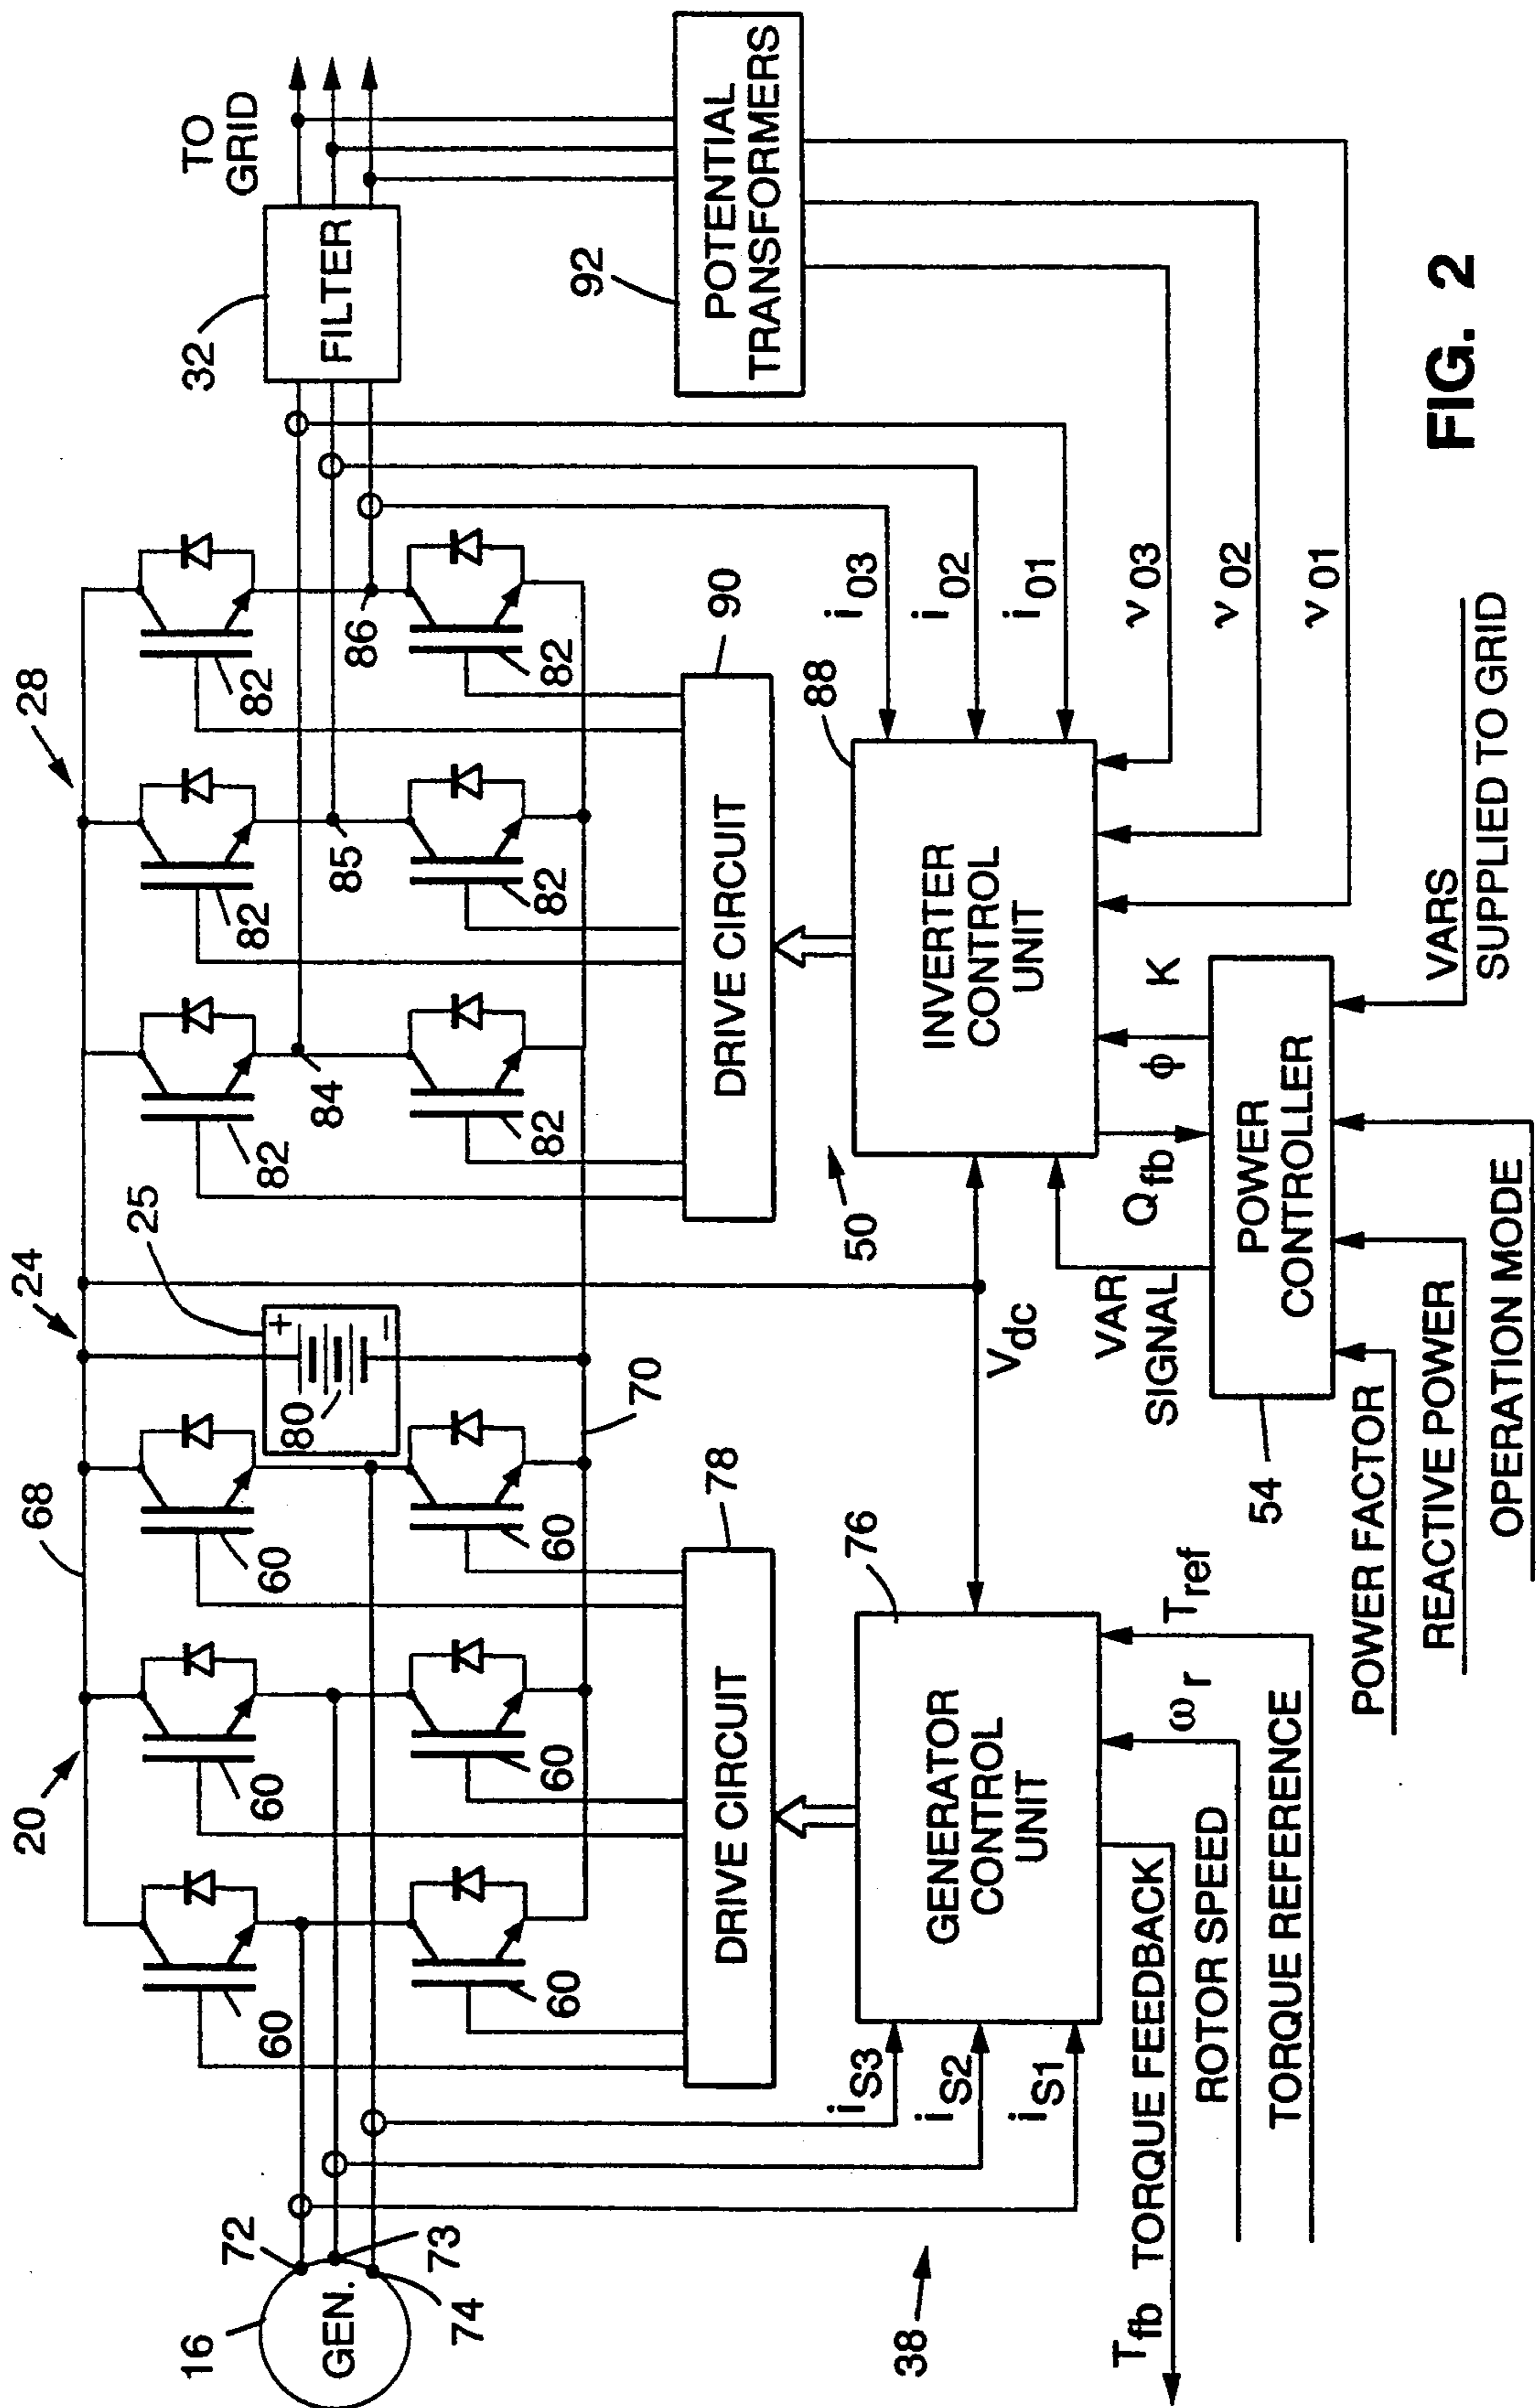 20
24
28
68
25
32
TO
GRID
60
60
60
+
−
80
82
82
82
16
GEN.
72
73
74
84
85
86
FILTER
60
60
60
70
82
82
82
78
90
92
DRIVE CIRCUIT
DRIVE CIRCUIT
POTENTIAL
TRANSFORMERS
iS3
iS2
iS1
76
GENERATOR
CONTROL
UNIT
Vdc
50
88
INVERTER
CONTROL
UNIT
i03
i02
i01
38
Tfb TORQUE FEEDBACK
ROTOR SPEED
ωr
TORQUE REFERENCE
Tref
VAR
SIGNAL
Qfb
ϕ
K
v03
v02
v01
54
POWER
CONTROLLER
POWER FACTOR
REACTIVE POWER
OPERATION MODE
VARS
SUPPLIED TO GRID
FIG. 2